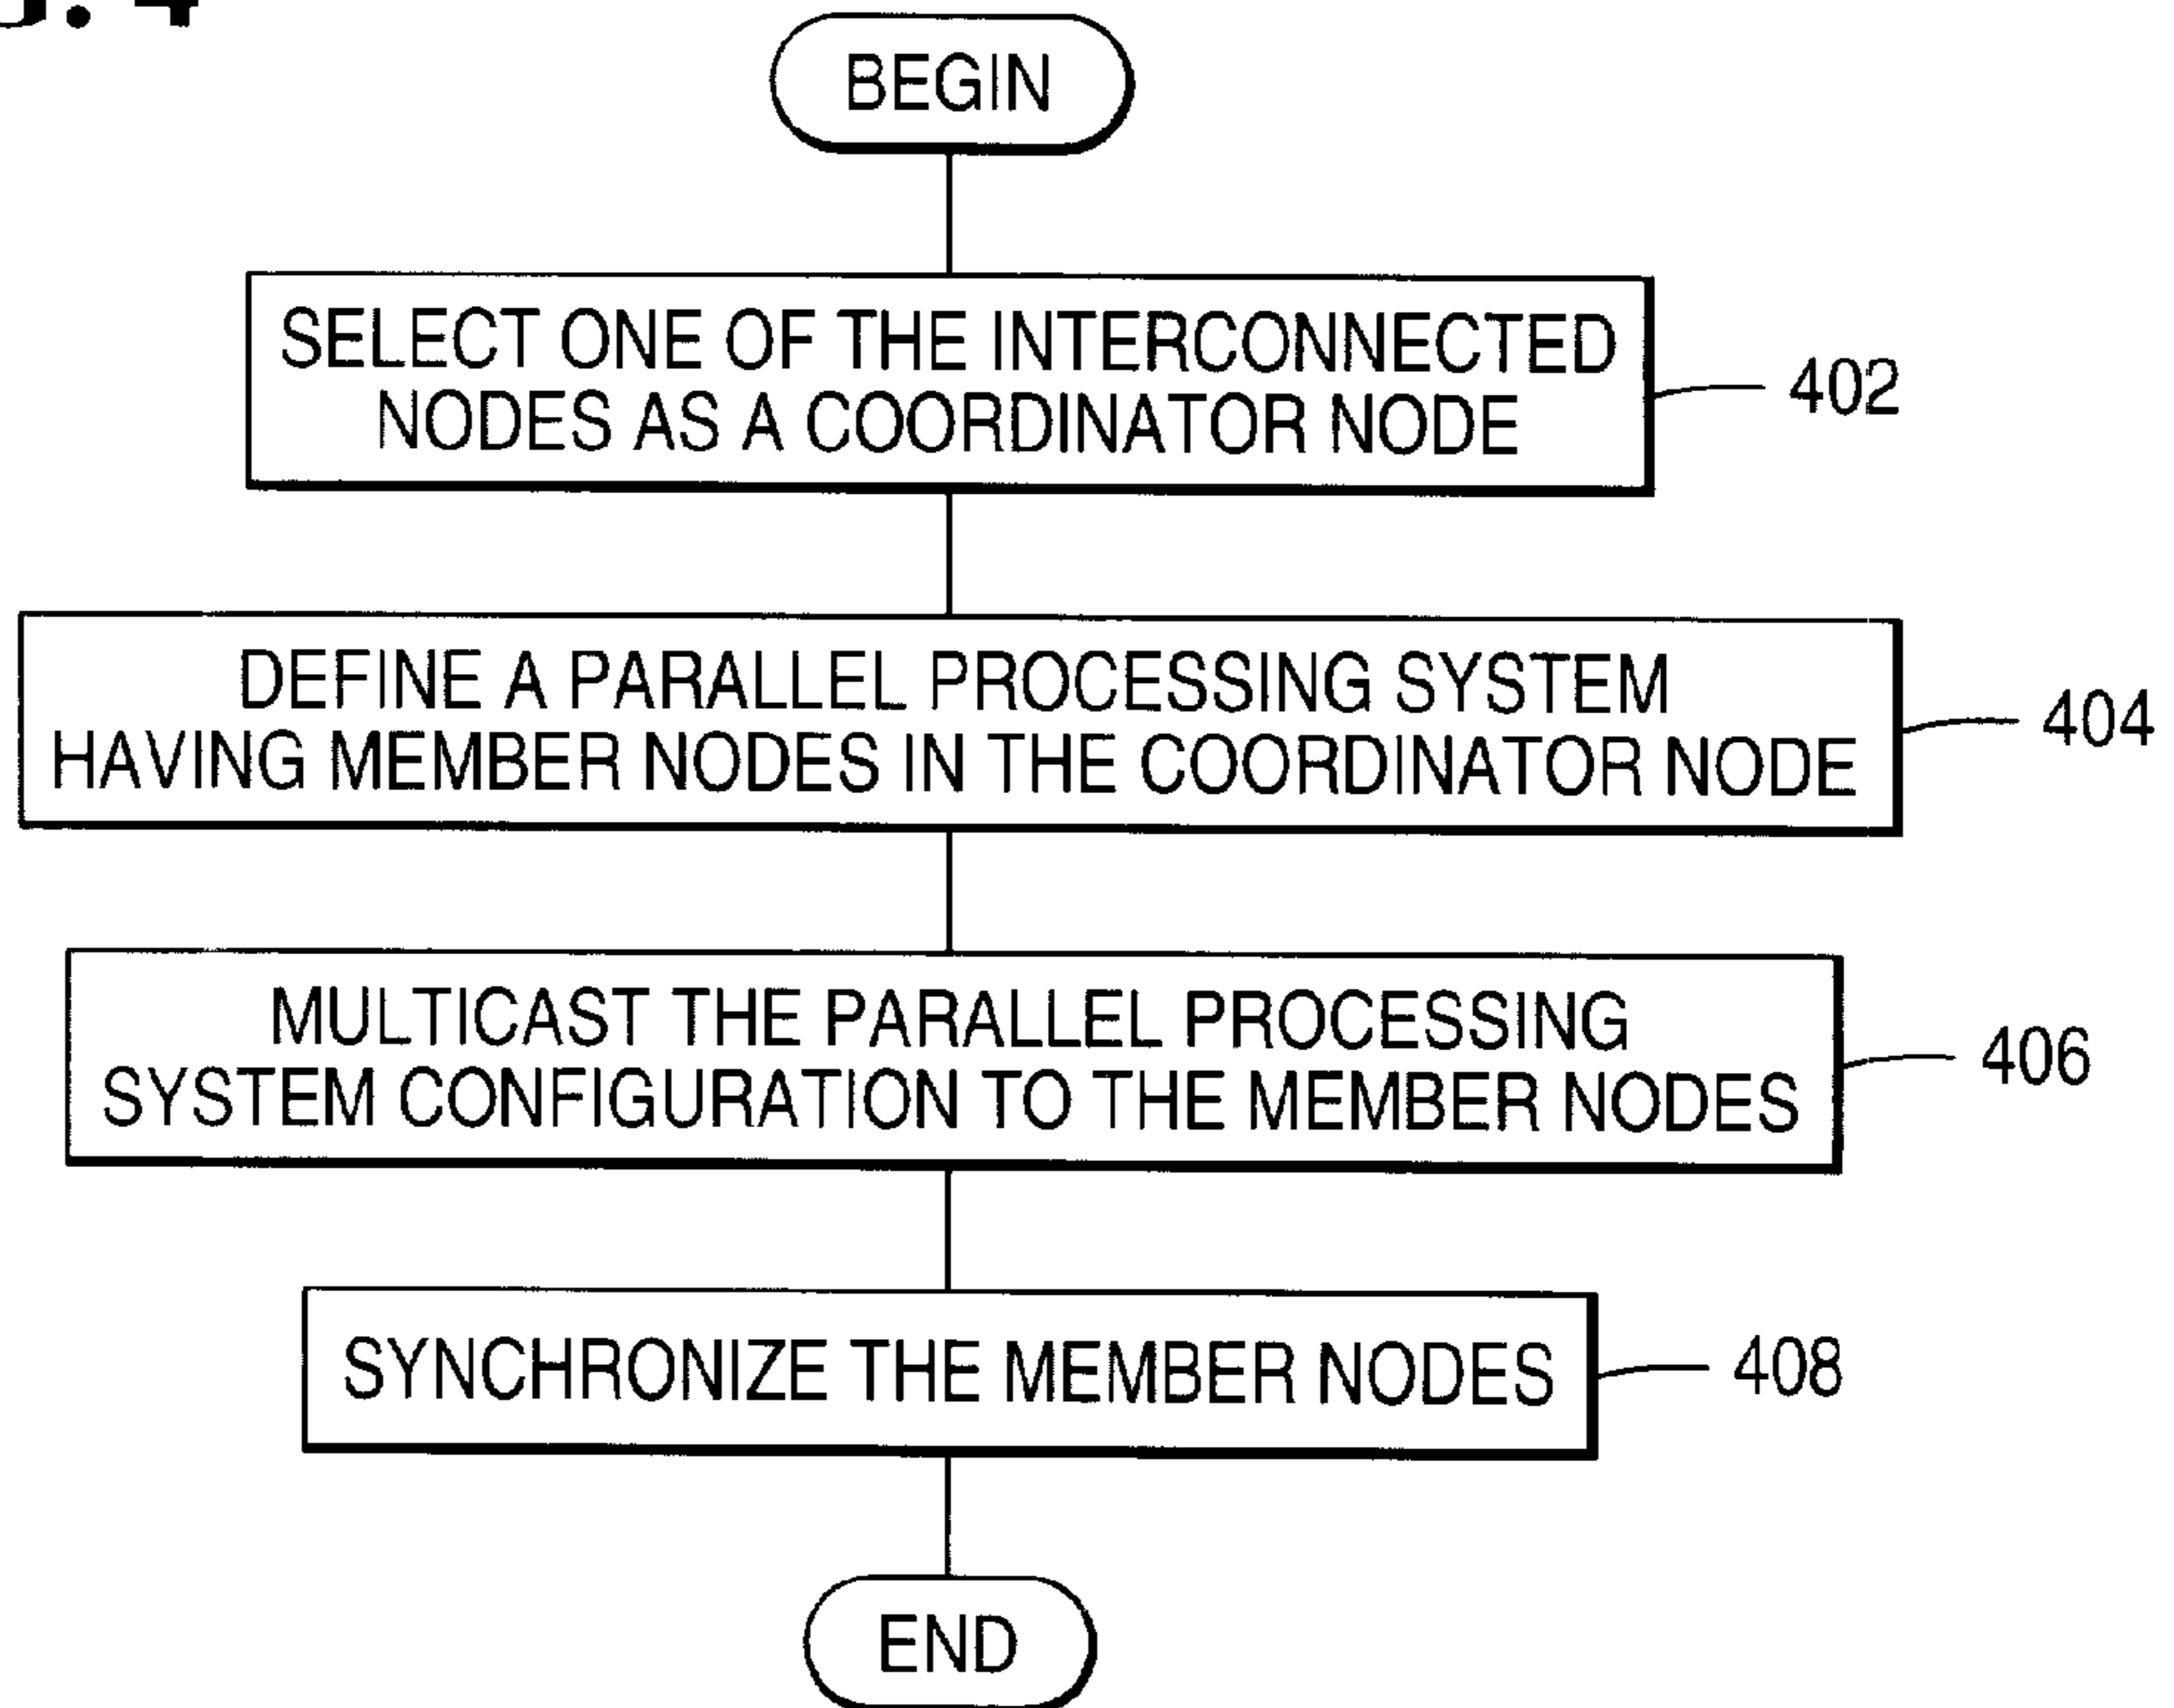 4
BEGIN
SELECT ONE OF THE INTERCONNECTED
NODES AS A COORDINATOR NODE
402
DEFINE A PARALLEL PROCESSING SYSTEM
HAVING MEMBER NODES IN THE COORDINATOR NODE
404
MULTICAST THE PARALLEL PROCESSING
SYSTEM CONFIGURATION TO THE MEMBER NODES
406
SYNCHRONIZE THE MEMBER NODES
408
END